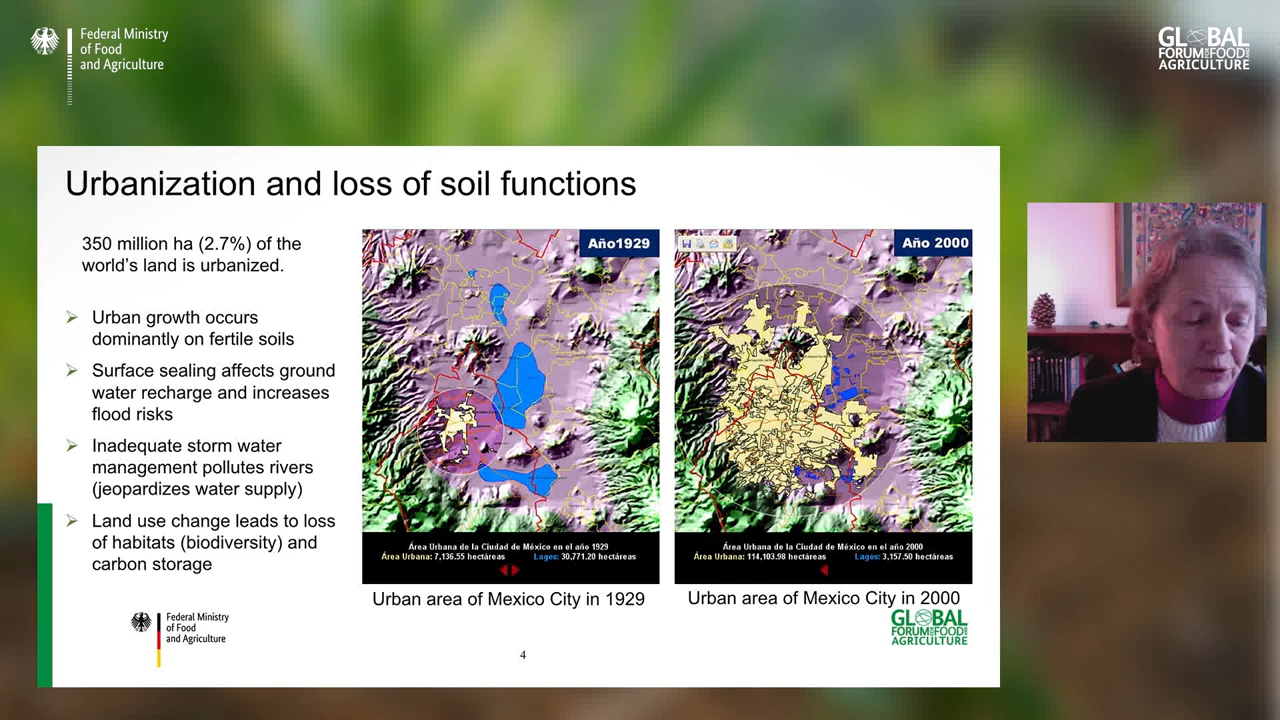 Federal Ministry
of Food
and Agriculture
GLOBAL
FORUM FOR FOOD AND
AGRICULTURE
Urbanization and loss of soil functions
350 million ha (2.7%) of the
world's land is urbanized.
Urban growth occurs
dominantly on fertile soils
Surface sealing affects ground
water recharge and increases
flood risks
Inadequate storm water
management pollutes rivers
(jeopardizes water supply)
Land use change leads to loss
of habitats (biodiversity) and
carbon storage
Año1929
Área Urbana de la Ciudad de México en el año 1929
Área Urbana: 7,136.55 hectáreas Lagos: 30,771.20 hectáreas
Urban area of Mexico City in 1929
Año 2000
Área Urbana de la Ciudad de México en el año 2000
Área Urbana: 114,103.98 hectáreas Lagos: 3,157.50 hectáreas
Urban area of Mexico City in 2000
Federal Ministry
of Food
and Agriculture
GLOBAL
FORUM FOR FOOD AND
AGRICULTURE
4